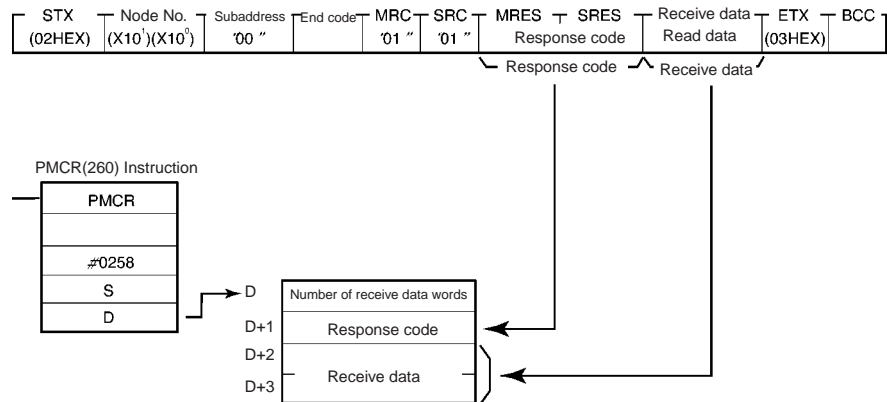 STX Node No. Subaddress End code MRC SRC MRES SRES Receive data ETX BCC
(02HEX) (X10¹)(X10⁰) '00 " '01 " '01 " Response code Read data (03HEX)
Response code Receive data
PMCR(260) Instruction
PMCR
#0258
S
D
D Number of receive data words
D+1 Response code
D+2
Receive data
D+3